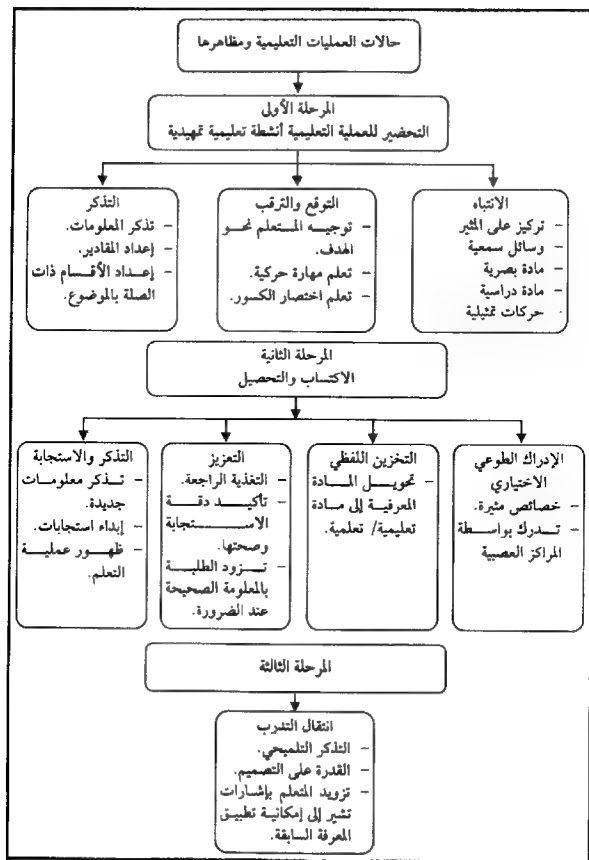 حالات العمليات التعليمية ومظاهرها
المرحلة الأولى
التحضير للعملية التعليمية أنشطة تعليمية تمهيدية
الانتباه
- تركيز على المثير
- وسائل سمعية
- مادة بصرية
- مادة دراسية
- حركات تمثيلية
التوقع والترقب
- توجيه المتعلم نحو
الهدف.
- تعلم مهارة حركية.
- تعلم اختصار الكسور.
التذكر
- تذكر المعلومات.
- إعداد المقادير.
- إعداد الأقسام ذات
الصلة بالموضوع.
المرحلة الثانية
الاكتساب والتحصيل
الإدراك الطوعي
الاختياري
- خصائص مثيرة.
- تدرك بواسطة
المراكز العصبية
التخزين اللفظي
- تحويل المادة
المعرفية إلى مادة
تعليمية/ تعلمية.
التعزيز
- التغذية الراجعة.
- تأكيد دقة
الاستجابة
وصحتها.
- تزود الطلبة
بالمعلومة الصحيحة
عند الضرورة.
التذكر والاستجابة
- تذكر معلومات
جديدة.
- إبداء استجابات.
- ظهور عملية
التعلم.
المرحلة الثالثة
انتقال التدرب
- التذكر التلميحي.
- القدرة على التصميم.
- تزويد المتعلم بإشارات
تشير إلى إمكانية تطبيق
المعرفة السابقة.